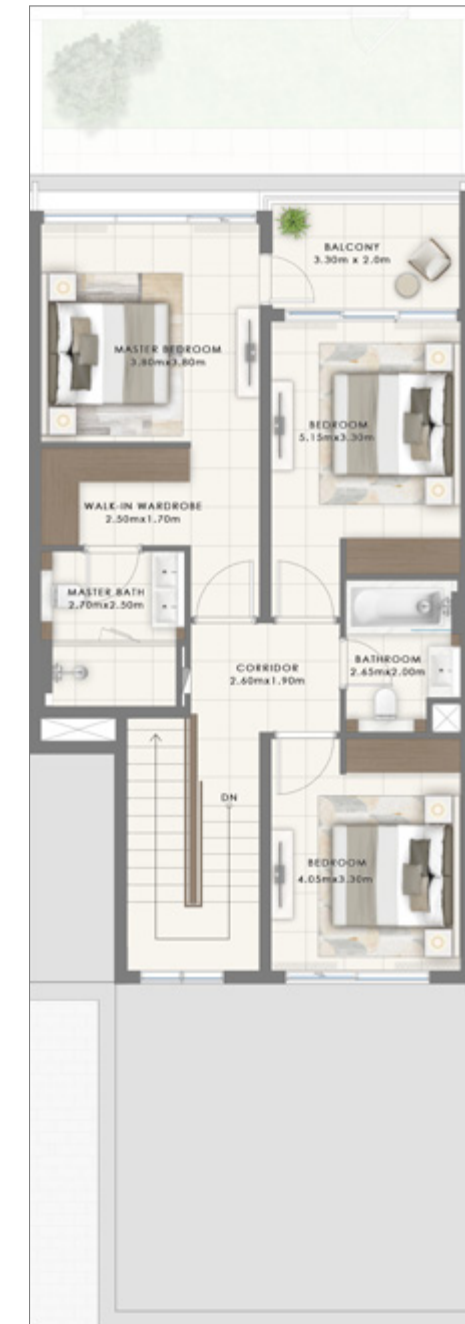 BALCONY
3.30m x 2.0m
MASTER BEDROOM
3.80mx3.80m
BEDROOM
5.15mx3.30m
WALK-IN WARDROBE
2.50mx1.70m
MASTER BATH
2.70mx2.50m
CORRIDOR
2.60mx1.90m
BATHROOM
2.65mx2.00m
DN
BEDROOM
4.05mx3.30m